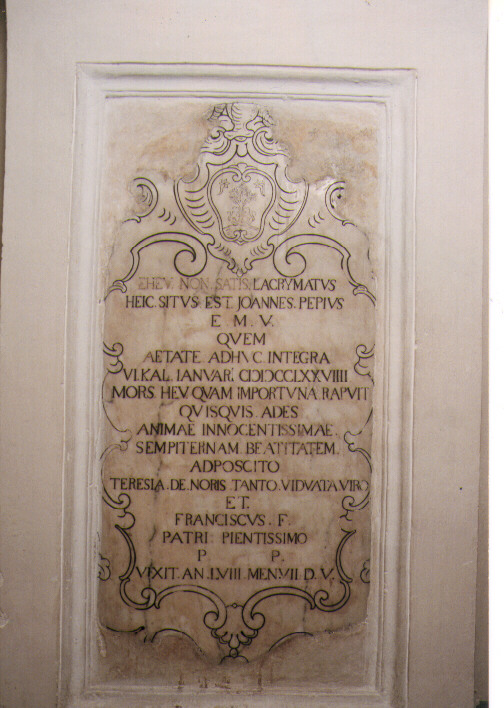 EHEV. NON. SATIS. LACRYMATVS
HEIC. SITVS. EST. JOANNES. PEPIVS
E. M. V.
QVEM
AETATE. ADHVC. INTEGRA
VI. KAL. IANVAR. CIƆIƆCCLXXVIIII
MORS. HEV QVAM IMPORTVNA. RAPVIT
QVISQVIS. ADES
ANIMAE. INNOCENTISSIMAE.
SEMPITERNAM. BEATITATEM.
ADPOSCITO
TERESIA. DE. NORIS. TANTO. VIDVATA. VIRO
ET.
FRANCISCVS. F.
PATRI. PIENTISSIMO
P. P.
VIXIT. AN. LVIII. MEN. VII. D. V.